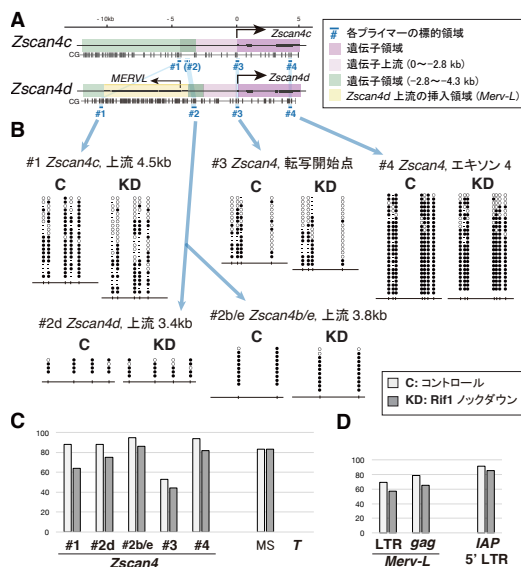 A
-10kb -5 0 5
Zscan4c
Zscan4c
CG
#1 (#2) #3 #4
MERVL
Zscan4d
Zscan4d
CG
#1 #2 #3 #4
# 各プライマーの標的領域
遺伝子領域
遺伝子上流 (0〜−2.8 kb)
遺伝子領域 (−2.8〜−4.3 kb)
Zscan4d 上流の挿入領域 (Merv-L)
B
#1 Zscan4c, 上流 4.5kb
C KD
#3 Zscan4, 転写開始点
C KD
#4 Zscan4, エキソン 4
C KD
#2d Zscan4d, 上流 3.4kb
C KD
#2b/e Zscan4b/e, 上流 3.8kb
C KD
C: コントロール
KD: Rif1 ノックダウン
C
100
80
60
40
20
0
#1 #2d #2b/e #3 #4 MS T
Zscan4
D
100
80
60
40
20
0
LTR gag IAP
Merv-L 5' LTR